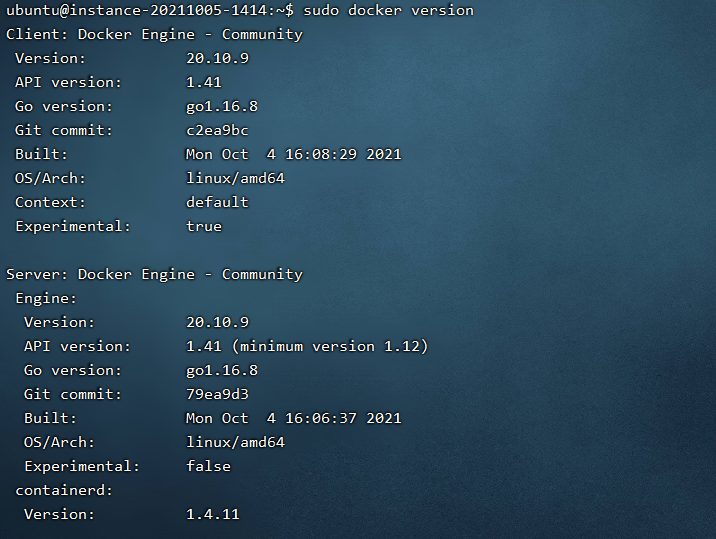 ubuntu@instance-20211005-1414:~$ sudo docker version
Client: Docker Engine - Community
 Version:           20.10.9
 API version:       1.41
 Go version:        go1.16.8
 Git commit:        c2ea9bc
 Built:             Mon Oct  4 16:08:29 2021
 OS/Arch:           linux/amd64
 Context:           default
 Experimental:      true

Server: Docker Engine - Community
 Engine:
  Version:          20.10.9
  API version:      1.41 (minimum version 1.12)
  Go version:       go1.16.8
  Git commit:       79ea9d3
  Built:            Mon Oct  4 16:06:37 2021
  OS/Arch:          linux/amd64
  Experimental:     false
 containerd:
  Version:          1.4.11